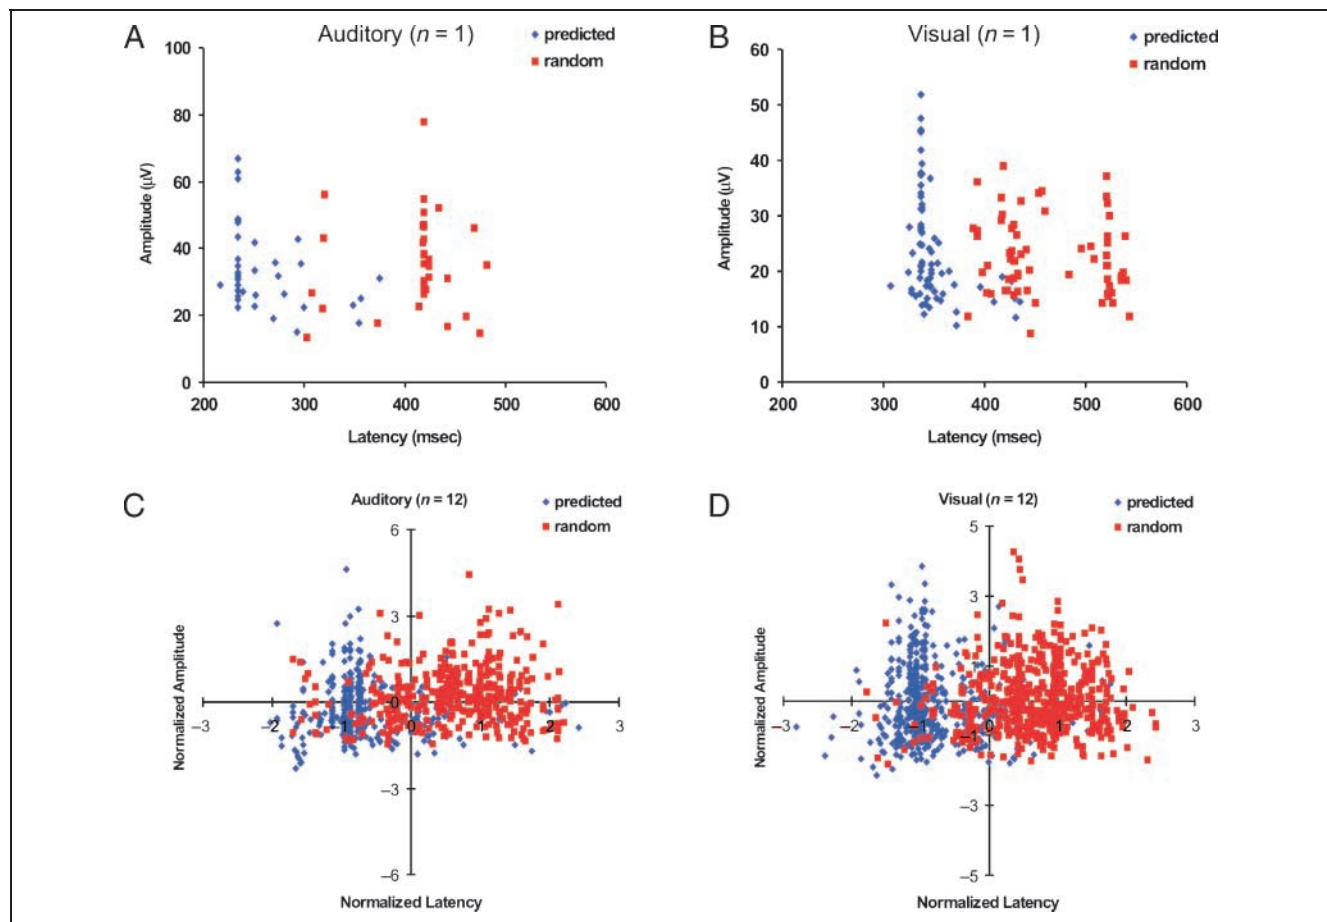 A
Auditory (n = 1)
predicted
random
100
80
60
40
20
0
Amplitude (µV)
200 300 400 500 600
Latency (msec)
B
Visual (n = 1)
predicted
random
60
50
40
30
20
10
0
Amplitude (µV)
200 300 400 500 600
Latency (msec)
C
Auditory (n = 12)
predicted
random
6
3
0
–3
–6
–3 –2 –1 0 1 2 3
Normalized Amplitude
Normalized Latency
D
Visual (n = 12)
predicted
random
5
3
1
–1
–3
–5
–3 –2 –1 0 1 2 3
Normalized Amplitude
Normalized Latency